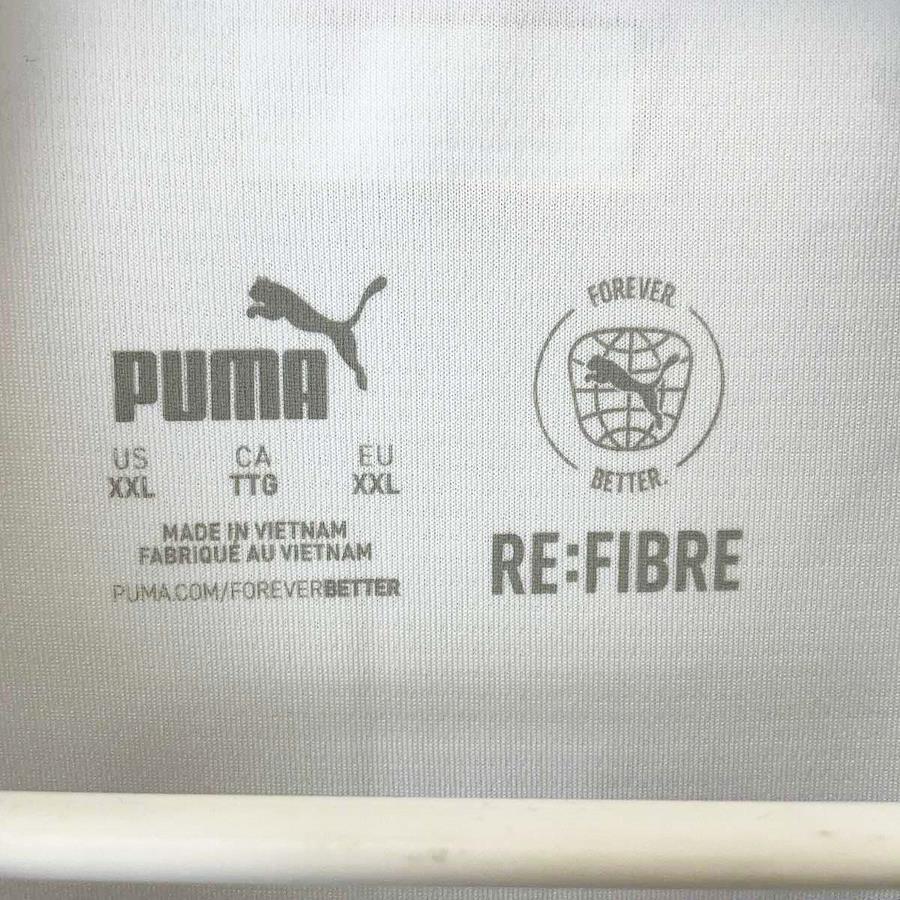 PUMA
US CA EU
XXL TTG XXL
MADE IN VIETNAM
FABRIQUÉ AU VIETNAM
PUMA.COM/FOREVERBETTER
FOREVER.
BETTER.
RE:FIBRE